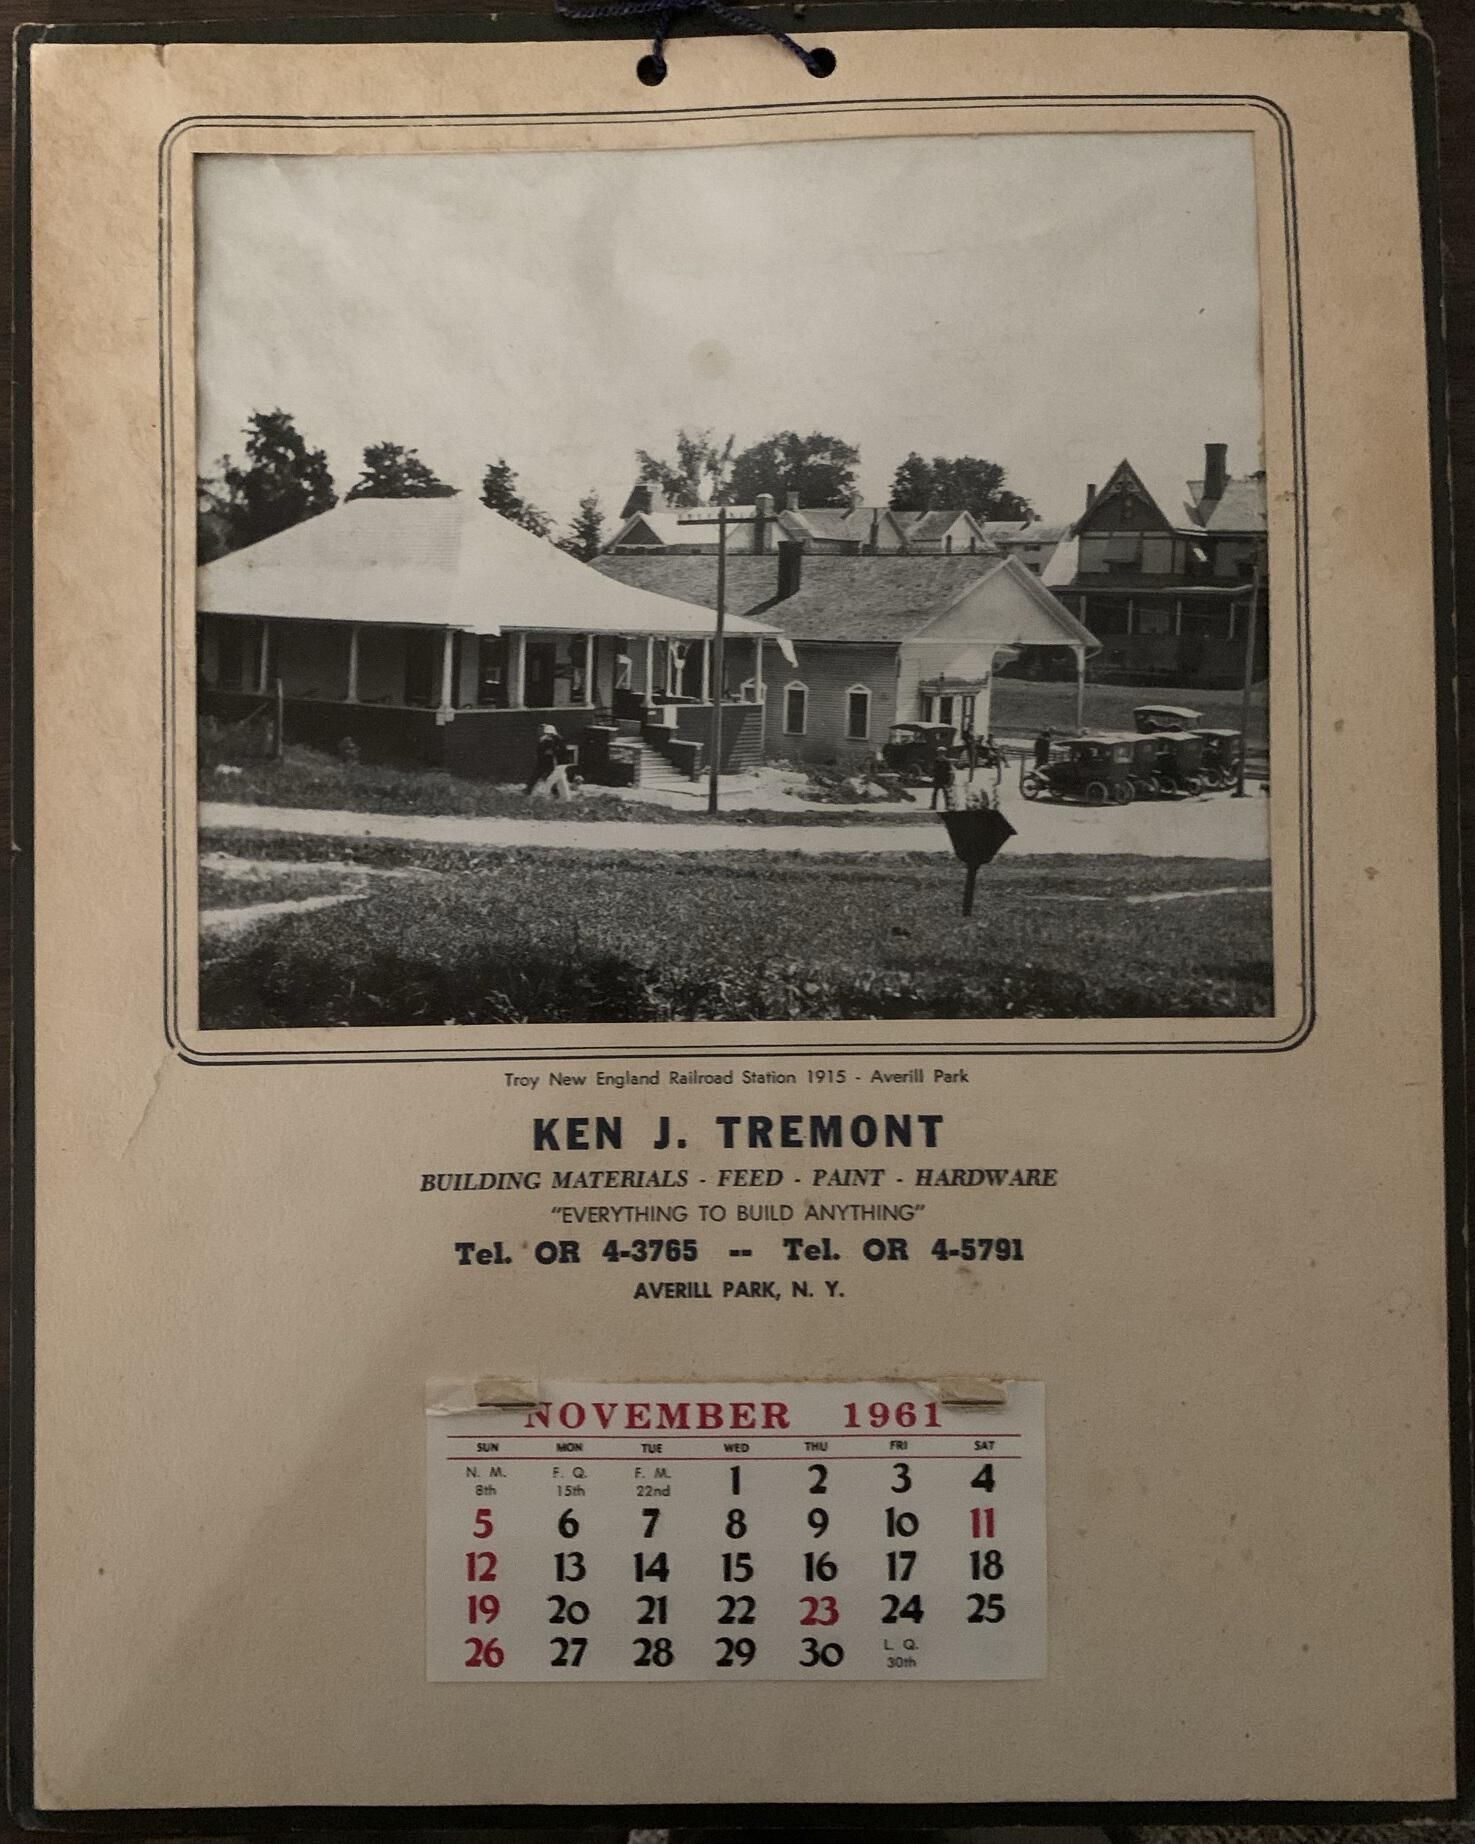 Troy New England Railroad Station 1915 - Averill Park
KEN J. TREMONT
BUILDING MATERIALS - FEED - PAINT - HARDWARE
"EVERYTHING TO BUILD ANYTHING"
Tel. OR 4-3765 -- Tel. OR 4-5791
AVERILL PARK, N. Y.
NOVEMBER 1961
SUN MON TUE WED THU FRI SAT
N. M. 8th F. Q. 15th F. M. 22nd 1 2 3 4
5 6 7 8 9 10 11
12 13 14 15 16 17 18
19 20 21 22 23 24 25
26 27 28 29 30 L. Q. 30th